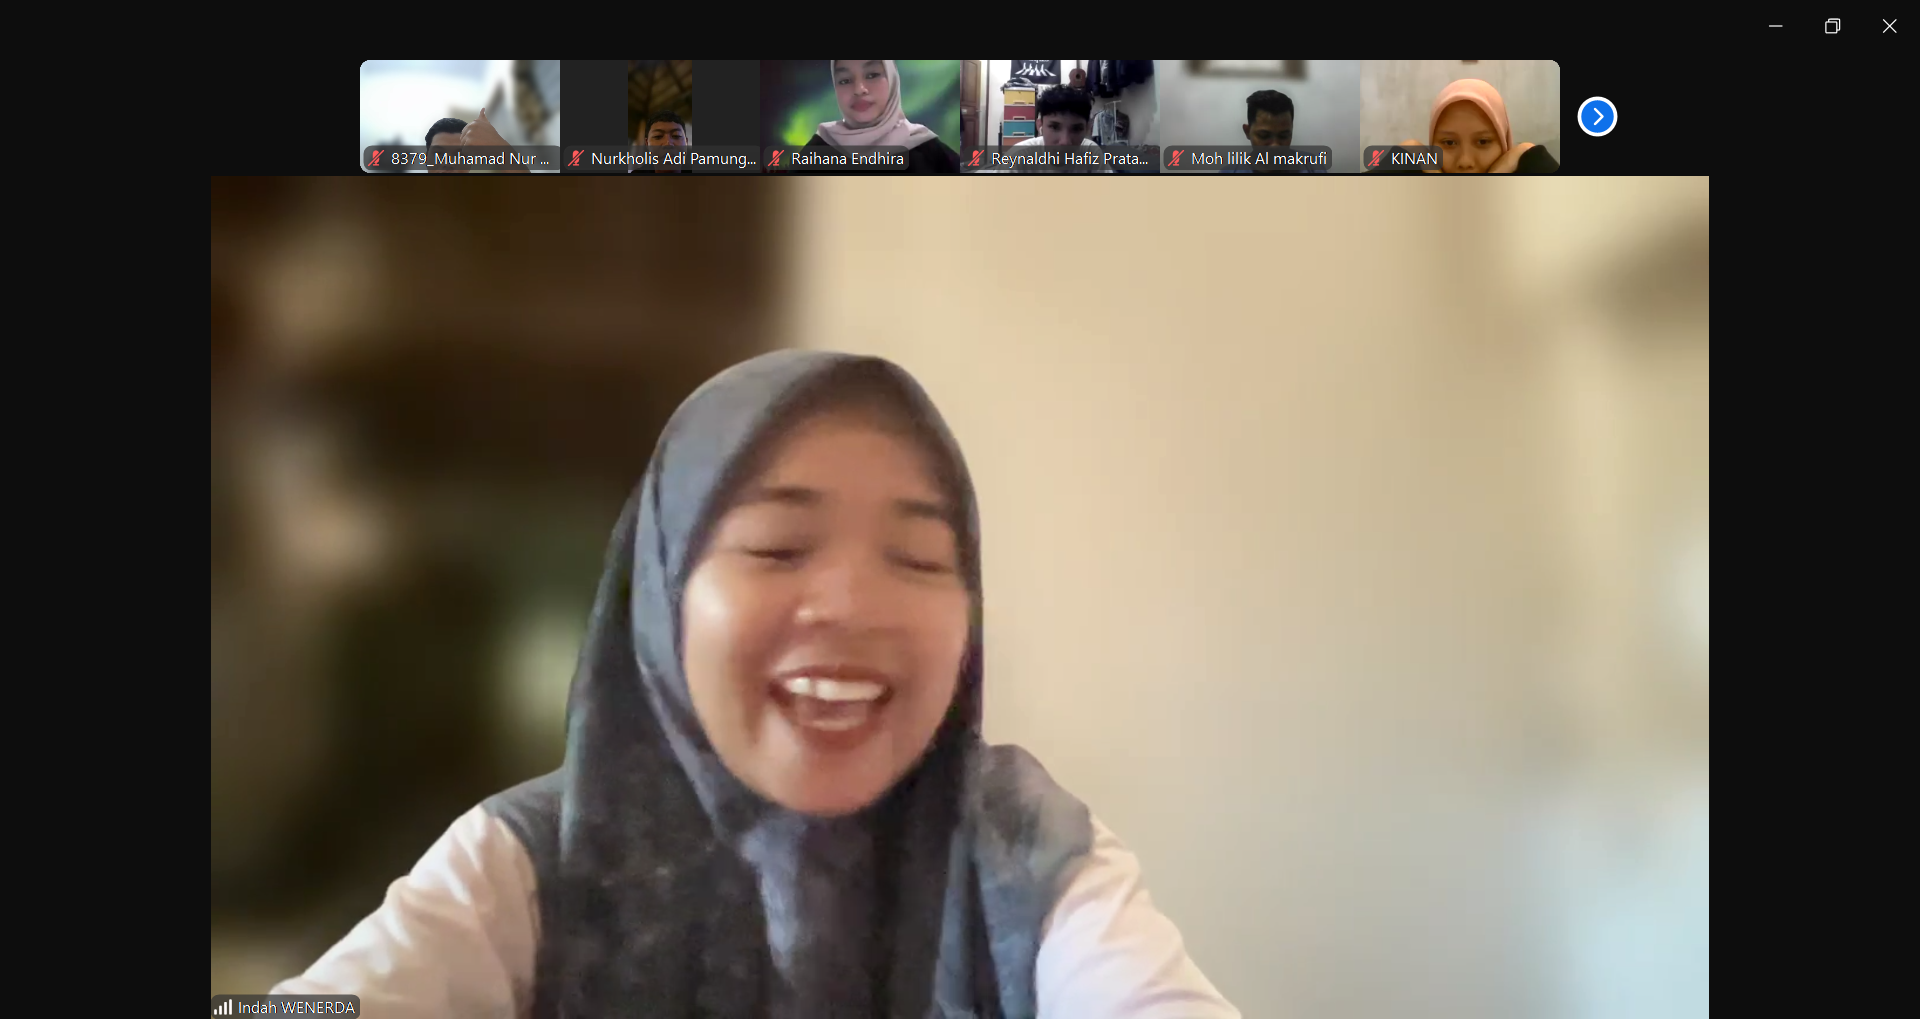 8379_Muhamad Nur ...
Nurkholis Adi Pamung...
Raihana Endhira
Reynaldhi Hafiz Prata...
Moh lilik Al makrufi
KINAN
Indah WENERDA